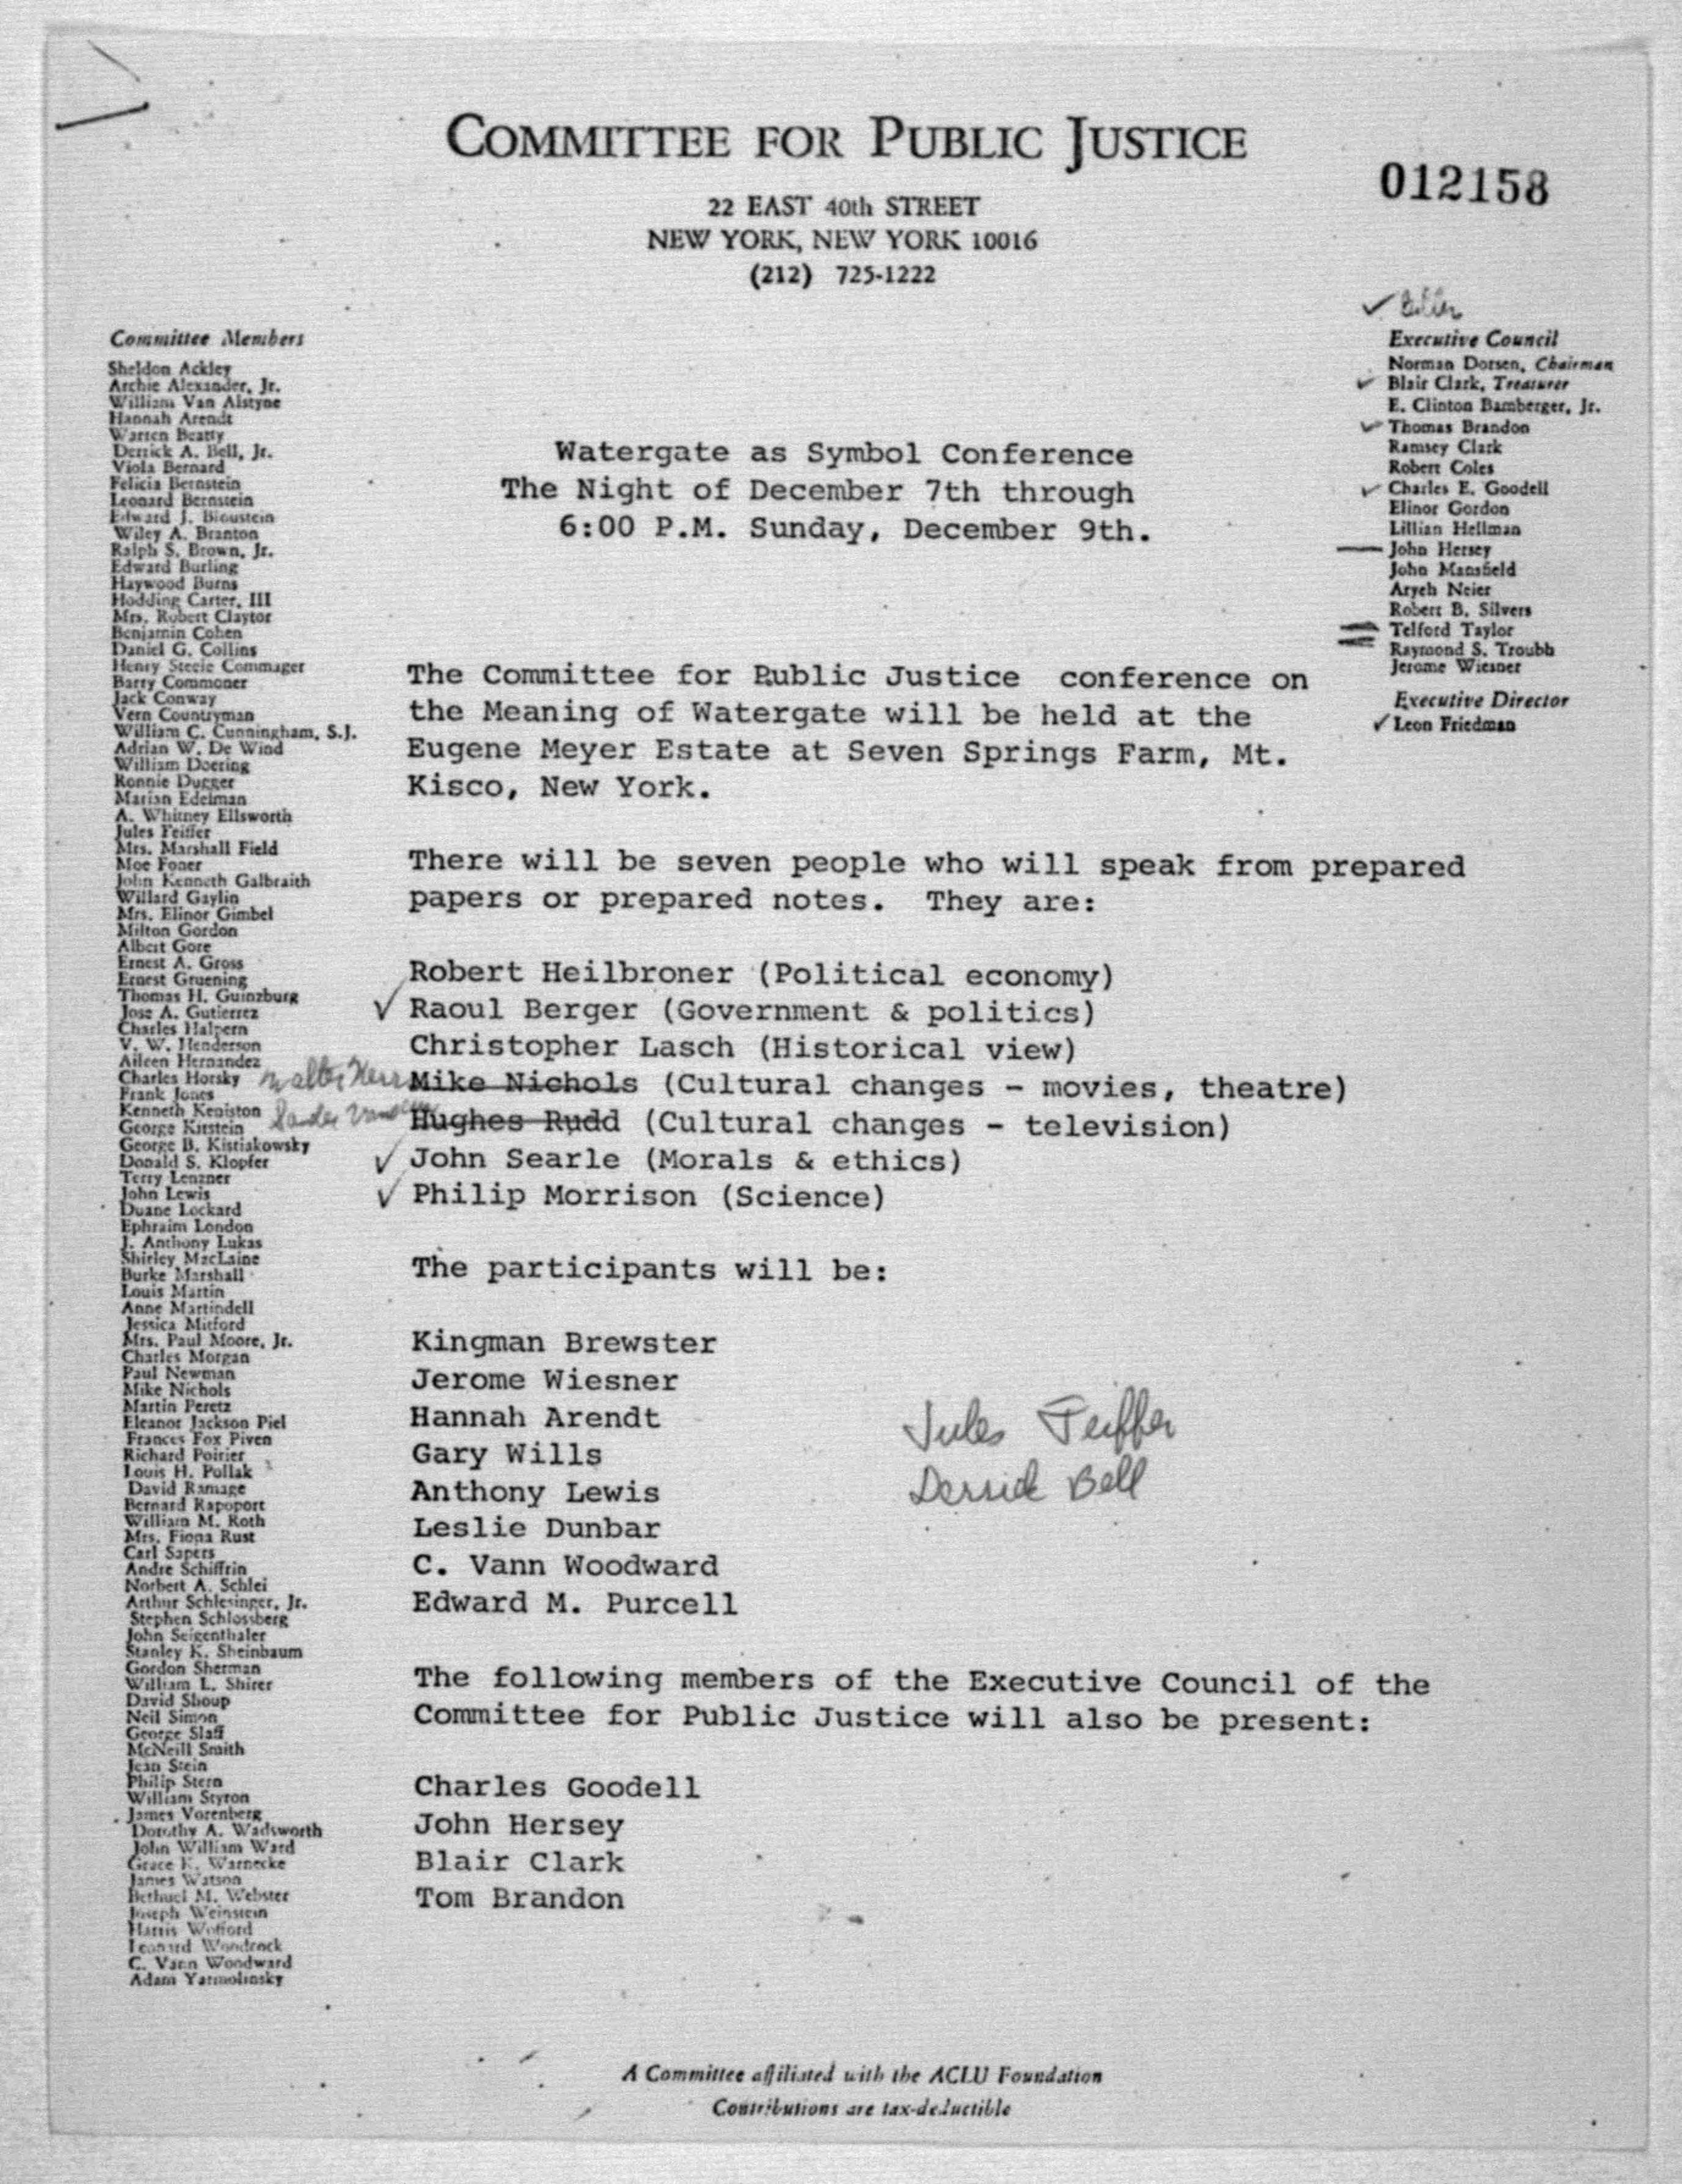 COMMITTEE FOR PUBLIC JUSTICE
012158
22 EAST 40th STREET
NEW YORK, NEW YORK 10016
(212) 725-1222
Committee Members
Sheldon Ackley
Archie Alexander, Jr.
William Van Alstyne
Hannah Arendt
Warren Beatty
Derrick A. Bell, Jr.
Viola Bernard
Felicia Bernstein
Leonard Bernstein
Edward J. Bloustein
Wiley A. Branton
Ralph S. Brown, Jr.
Edward Burling
Haywood Burns
Hodding Carter, III
Mrs. Robert Claytor
Benjamin Cohen
Daniel G. Collins
Henry Steele Commager
Barry Commoner
Jack Conway
Vern Countryman
William C. Cunningham, S.J.
Adrian W. De Wind
William Doering
Ronnie Dugger
Marian Edelman
A. Whitney Ellsworth
Jules Feiffer
Mrs. Marshall Field
Moe Foner
John Kenneth Galbraith
Willard Gaylin
Mrs. Elinor Gimbel
Milton Gordon
Albert Gore
Ernest A. Gross
Ernest Gruening
Thomas H. Guinzburg
Jose A. Gutierrez
Charles Halpern
V. W. Henderson
Aileen Hernandez
Charles Horsky
Frank Jones
Kenneth Keniston
George Kirstein
George B. Kistiakowsky
Donald S. Klopfer
Terry Lenzner
John Lewis
Duane Lockard
Ephraim London
J. Anthony Lukas
Shirley MacLaine
Burke Marshall
Louis Martin
Anne Martindell
Jessica Mitford
Mrs. Paul Moore, Jr.
Charles Morgan
Paul Newman
Mike Nichols
Martin Peretz
Eleanor Jackson Piel
Frances Fox Piven
Richard Poirier
Louis H. Pollak
David Ramage
Bernard Rapoport
William M. Roth
Mrs. Fiona Rust
Carl Sapers
Andre Schiffrin
Norbert A. Schlei
Arthur Schlesinger, Jr.
Stephen Schlossberg
John Seigenthaler
Stanley K. Sheinbaum
Gordon Sherman
William L. Shirer
David Shoup
Neil Simon
George Slaff
McNeill Smith
Jean Stein
Philip Stern
William Styron
James Vorenberg
Dorothy A. Wadsworth
John William Ward
Grace K. Warnecke
James Watson
Bethuel M. Webster
Joseph Weinstein
Harris Wofford
Leonard Woodcock
C. Vann Woodward
Adam Yarmolinsky
Executive Council
Norman Dorsen, Chairman
✓ Blair Clark, Treasurer
E. Clinton Bamberger, Jr.
✓ Thomas Brandon
Ramsey Clark
Robert Coles
✓ Charles E. Goodell
Elinor Gordon
Lillian Hellman
John Hersey
John Mansfield
Aryeh Neier
Robert B. Silvers
Telford Taylor
Raymond S. Troubh
Jerome Wiesner
Executive Director
✓ Leon Friedman
Watergate as Symbol Conference
The Night of December 7th through
6:00 P.M. Sunday, December 9th.
The Committee for Public Justice conference on
the Meaning of Watergate will be held at the
Eugene Meyer Estate at Seven Springs Farm, Mt.
Kisco, New York.
There will be seven people who will speak from prepared
papers or prepared notes. They are:
Robert Heilbroner (Political economy)
✓ Raoul Berger (Government & politics)
Christopher Lasch (Historical view)
Walter Mike Nichols (Cultural changes - movies, theatre)
Sander Hughes Rudd (Cultural changes - television)
✓ John Searle (Morals & ethics)
✓ Philip Morrison (Science)
The participants will be:
Kingman Brewster
Jerome Wiesner
Hannah Arendt
Gary Wills
Anthony Lewis
Leslie Dunbar
C. Vann Woodward
Edward M. Purcell
Jules Feiffer
Derrick Bell
The following members of the Executive Council of the
Committee for Public Justice will also be present:
Charles Goodell
John Hersey
Blair Clark
Tom Brandon
A Committee affiliated with the ACLU Foundation
Contributions are tax-deductible